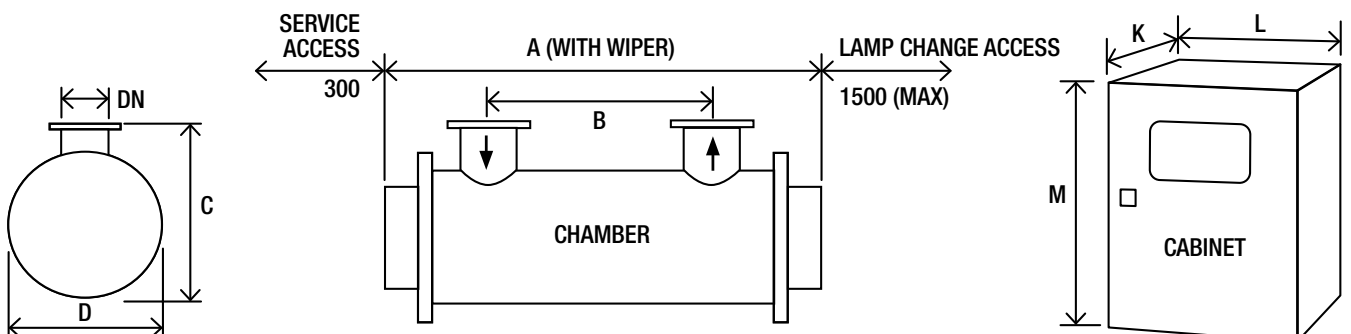 SERVICE
ACCESS
300
A (WITH WIPER)
LAMP CHANGE ACCESS
1500 (MAX)
DN
B
C
D
CHAMBER
K
L
M
CABINET